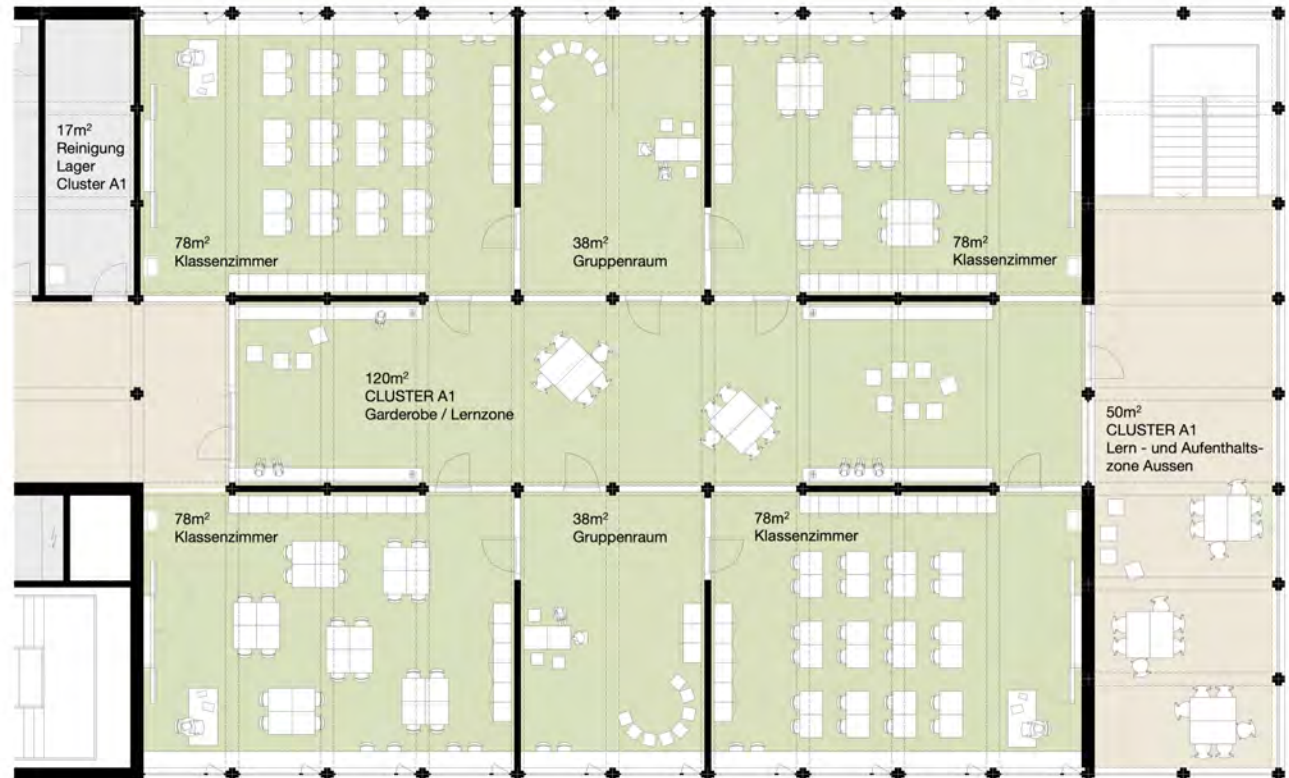 17m²
Reinigung
Lager
Cluster A1
78m²
Klassenzimmer
38m²
Gruppenraum
78m²
Klassenzimmer
120m²
CLUSTER A1
Garderobe / Lernzone
50m²
CLUSTER A1
Lern - und Aufenthalts-
zone Aussen
78m²
Klassenzimmer
38m²
Gruppenraum
78m²
Klassenzimmer